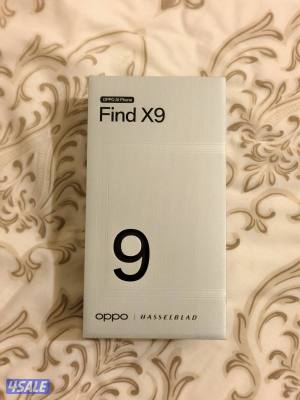 OPPO AI Phone
Find X9
9
oppo | HASSELBLAD
4SALE